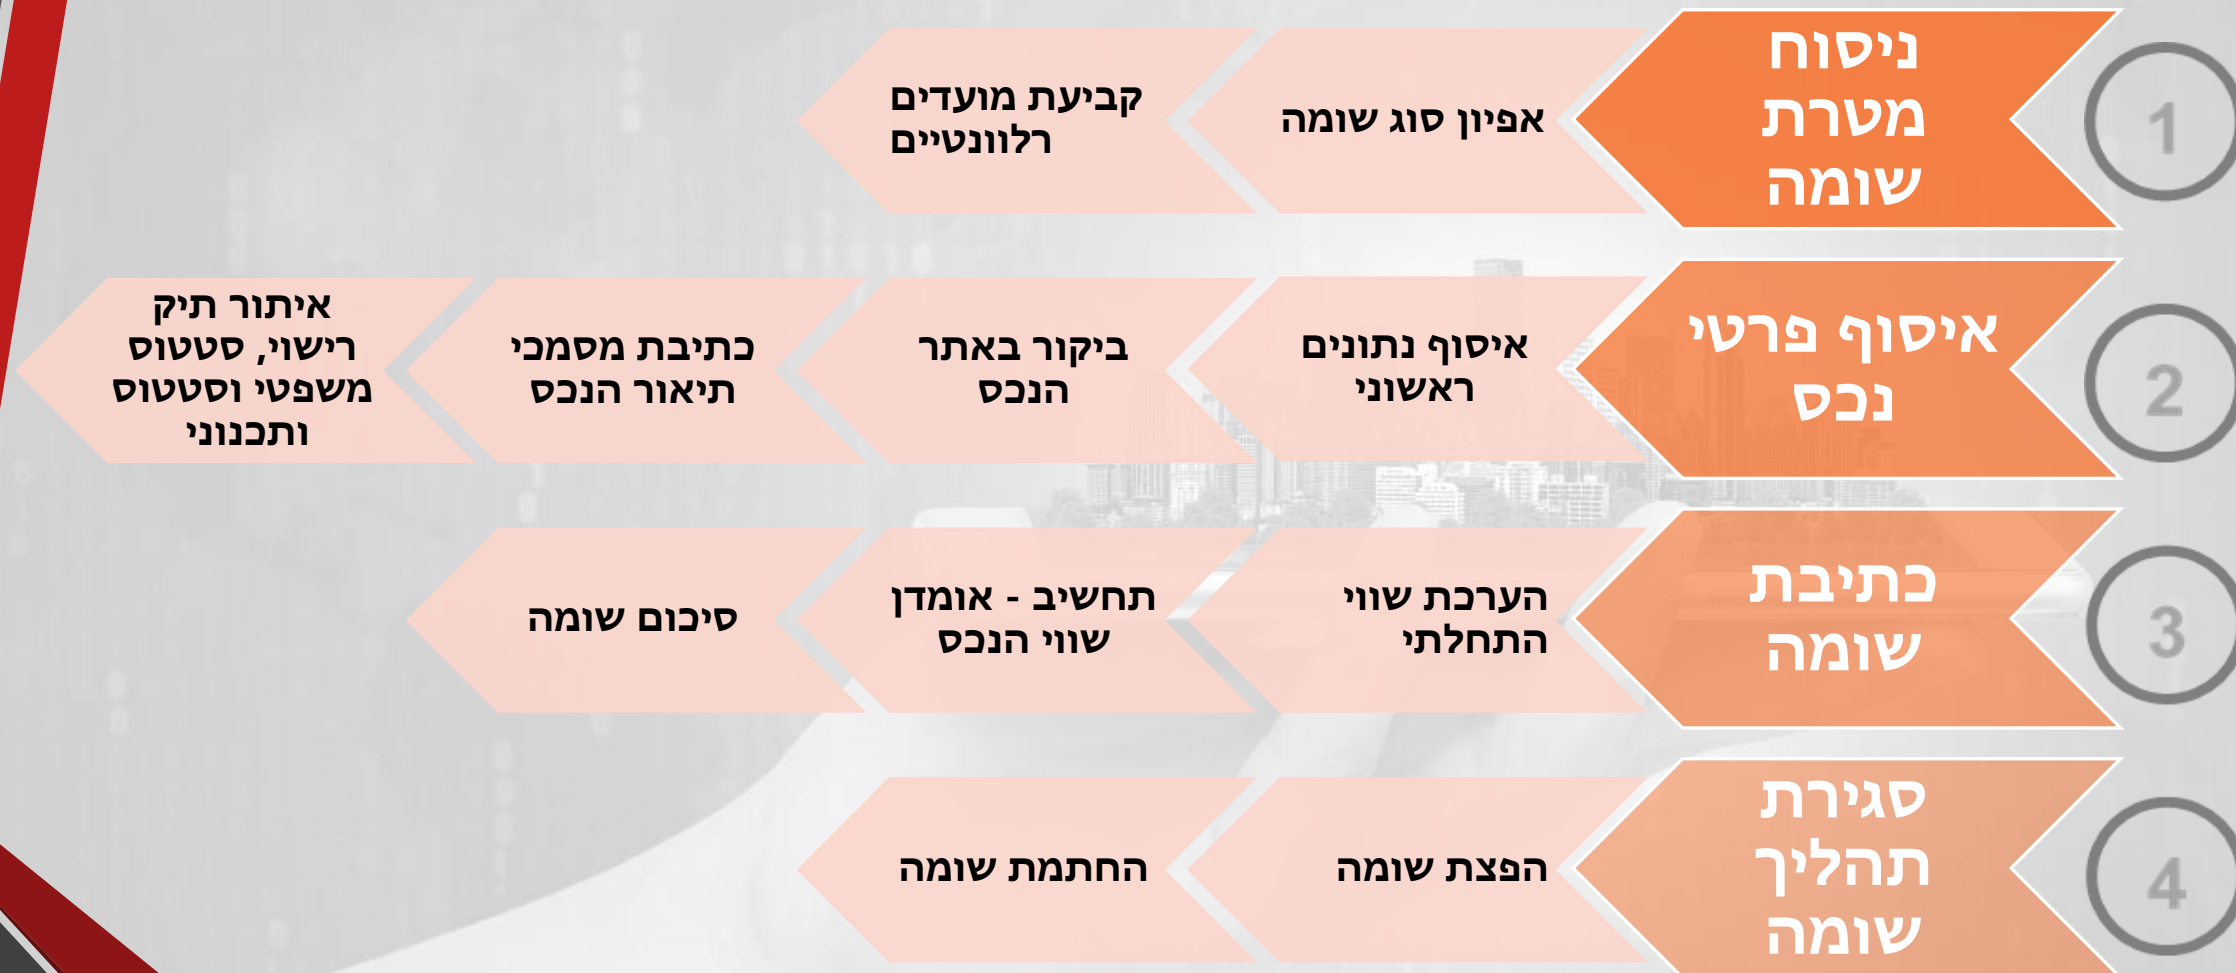 1
ניסוח
מטרת
שומה
אפיון סוג שומה
קביעת מועדים
רלוונטיים
2
איסוף פרטי
נכס
איסוף נתונים
ראשוני
ביקור באתר
הנכס
כתיבת מסמכי
תיאור הנכס
איתור תיק
רישוי, סטטוס
משפטי וסטטוס
ותכנוני
3
כתיבת
שומה
הערכת שווי
התחלתי
תחשיב - אומדן
שווי הנכס
סיכום שומה
4
סגירת
תהליך
שומה
הפצת שומה
החתמת שומה